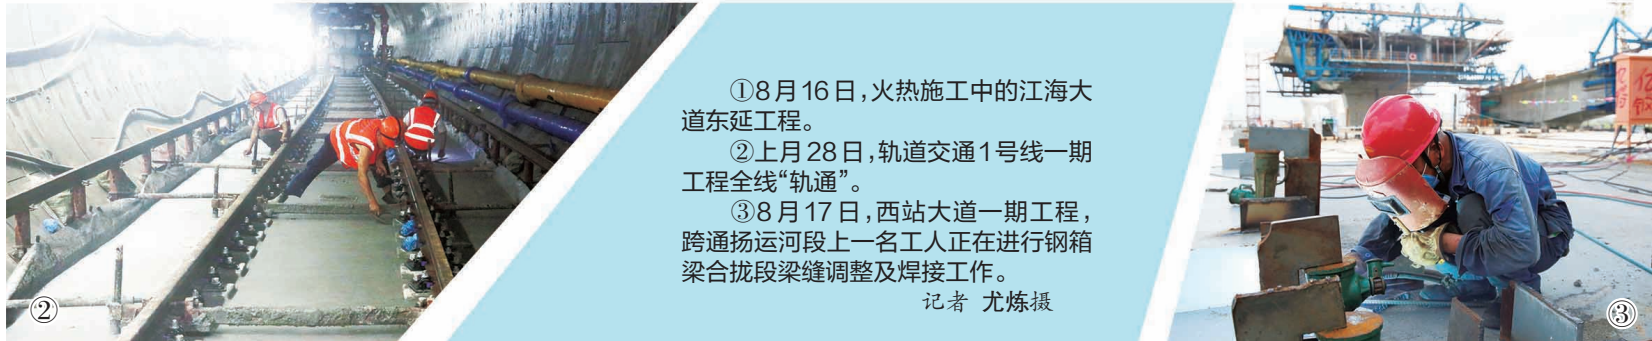 ①8月16日,火热施工中的江海大
道东延工程。
②上月28日,轨道交通1号线一期
工程全线“轨通”。
③8月17日,西站大道一期工程,
跨通扬运河段上一名工人正在进行钢箱
梁合拢段梁缝调整及焊接工作。
记者 尤炼摄
②
③